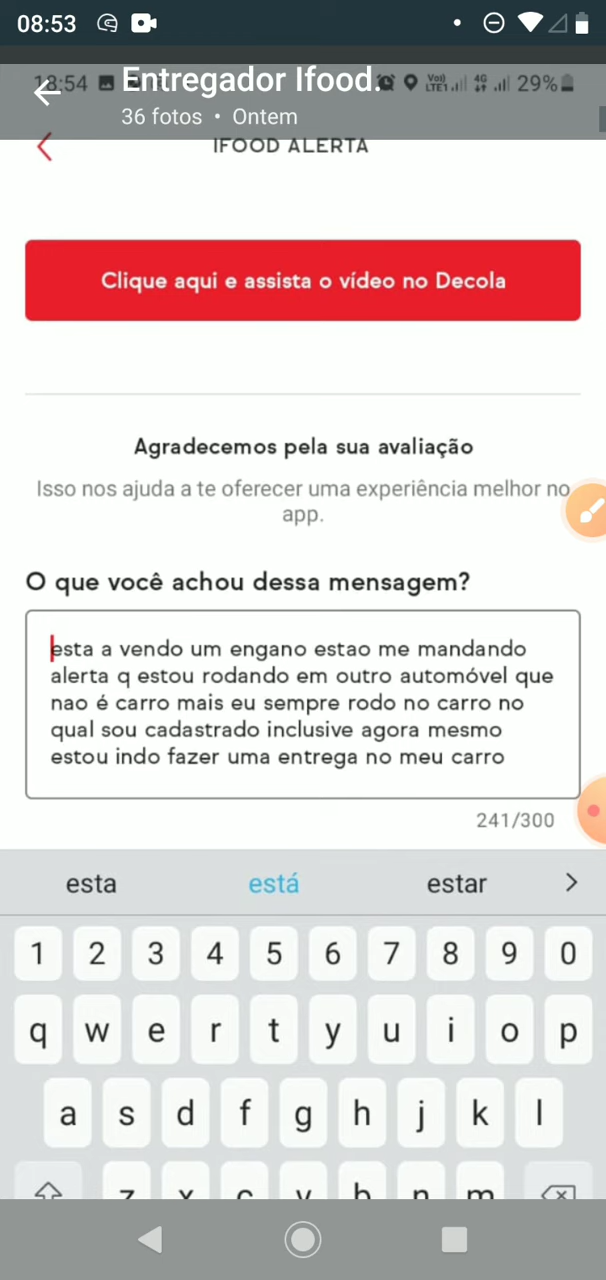 08:53
18:54
Entregador Ifood.
Voi)
LTE1
4G
29%
36 fotos • Ontem
IFOOD ALERTA
Clique aqui e assista o vídeo no Decola
Agradecemos pela sua avaliação
Isso nos ajuda a te oferecer uma experiência melhor no
app.
O que você achou dessa mensagem?
esta a vendo um engano estao me mandando
alerta q estou rodando em outro automóvel que
nao é carro mais eu sempre rodo no carro no
qual sou cadastrado inclusive agora mesmo
estou indo fazer uma entrega no meu carro
241/300
esta está estar
1 2 3 4 5 6 7 8 9 0
q w e r t y u i o p
a s d f g h j k l
z x c v b n m